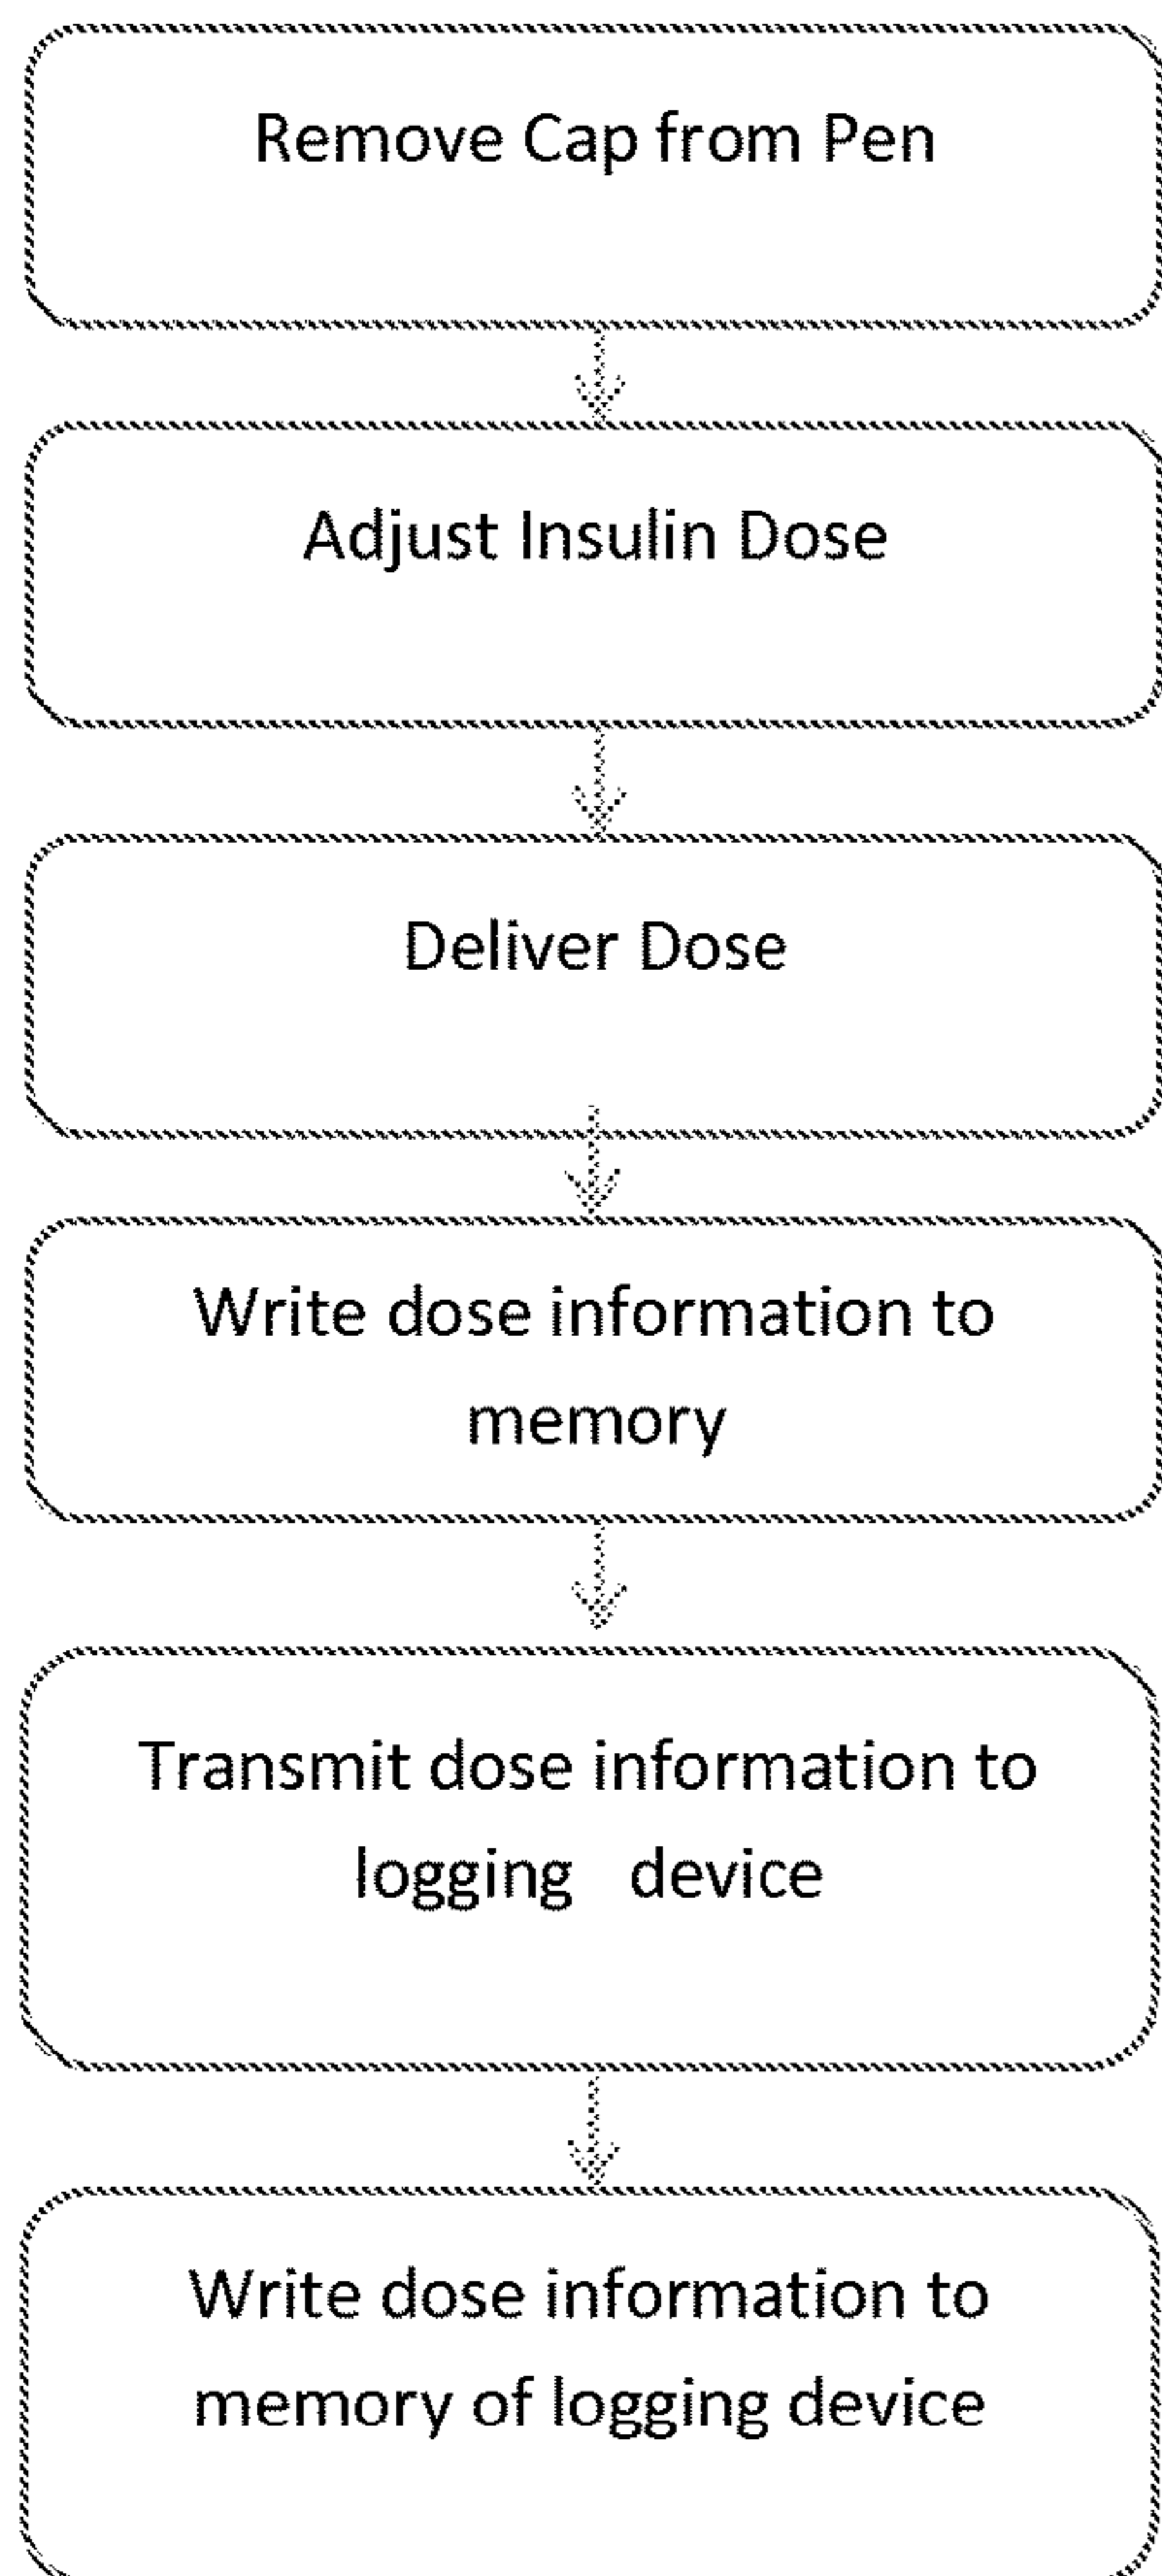 Remove Cap from Pen
Adjust Insulin Dose
Deliver Dose
Write dose information to
memory
Transmit dose information to
logging device
Write dose information to
memory of logging device